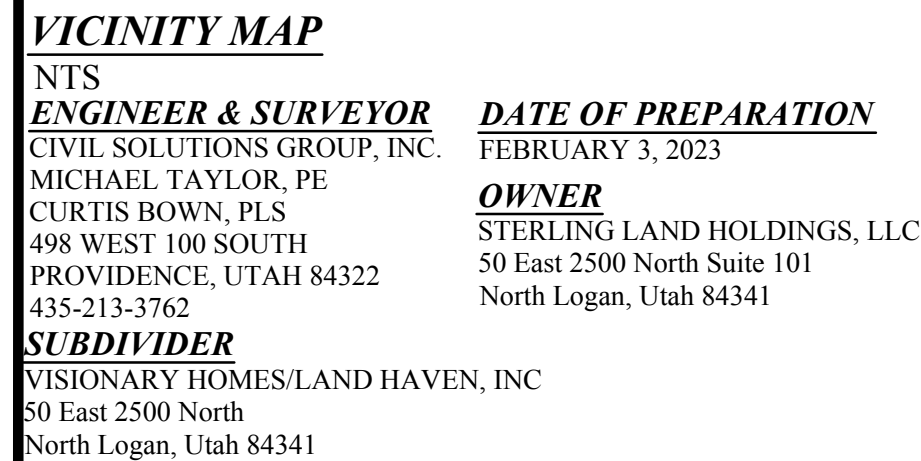 VICINITY MAP
NTS
ENGINEER & SURVEYOR
CIVIL SOLUTIONS GROUP, INC.
MICHAEL TAYLOR, PE
CURTIS BOWN, PLS
498 WEST 100 SOUTH
PROVIDENCE, UTAH 84322
435-213-3762
DATE OF PREPARATION
FEBRUARY 3, 2023
OWNER
STERLING LAND HOLDINGS, LLC
50 East 2500 North Suite 101
North Logan, Utah 84341
SUBDIVIDER
VISIONARY HOMES/LAND HAVEN, INC
50 East 2500 North
North Logan, Utah 84341